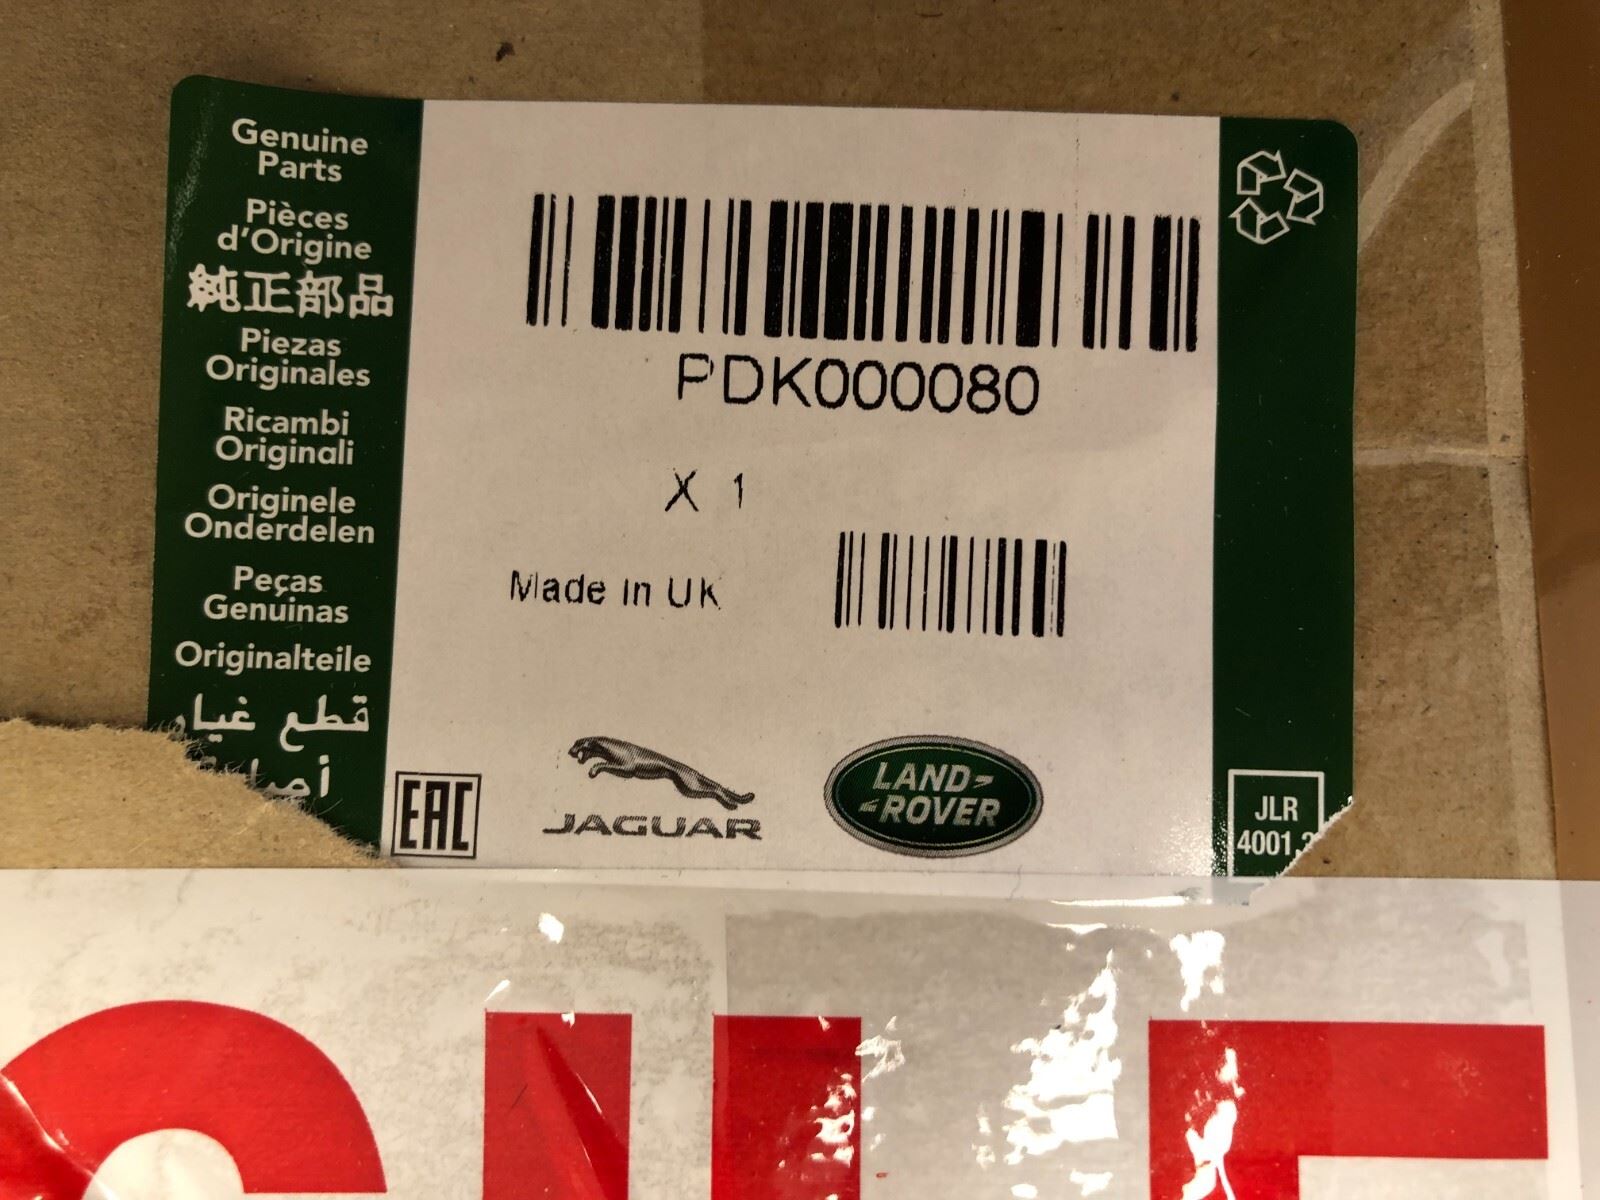 Genuine
Parts
Pièces
d'Origine
純正部品
Piezas
Originales
Ricambi
Originali
Originele
Onderdelen
Peças
Genuinas
Originalteile
قطع غيار
PDK000080
X 1
Made in UK
EAC
JAGUAR
LAND
ROVER
JLR